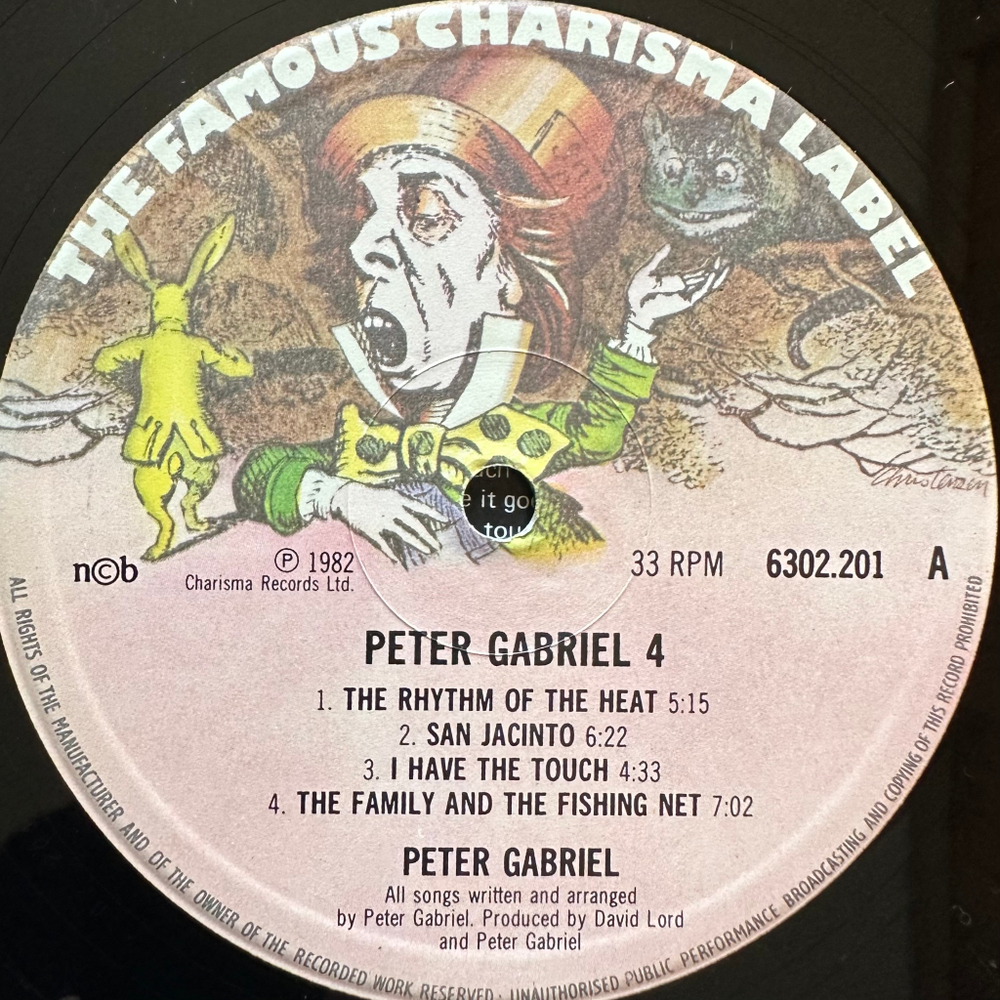 THE FAMOUS CHARISMA LABEL
Christensen
it
n©b
℗ 1982
Charisma Records Ltd.
33 RPM 6302.201 A
PETER GABRIEL 4
1. THE RHYTHM OF THE HEAT 5:15
2. SAN JACINTO 6:22
3. I HAVE THE TOUCH 4:33
4. THE FAMILY AND THE FISHING NET 7:02
PETER GABRIEL
All songs written and arranged
by Peter Gabriel. Produced by David Lord
and Peter Gabriel
ALL RIGHTS OF THE MANUFACTURER AND OF THE OWNER OF THE RECORDED WORK RESERVED · UNAUTHORISED PUBLIC PERFORMANCE BROADCASTING AND COPYING OF THIS RECORD PROHIBITED